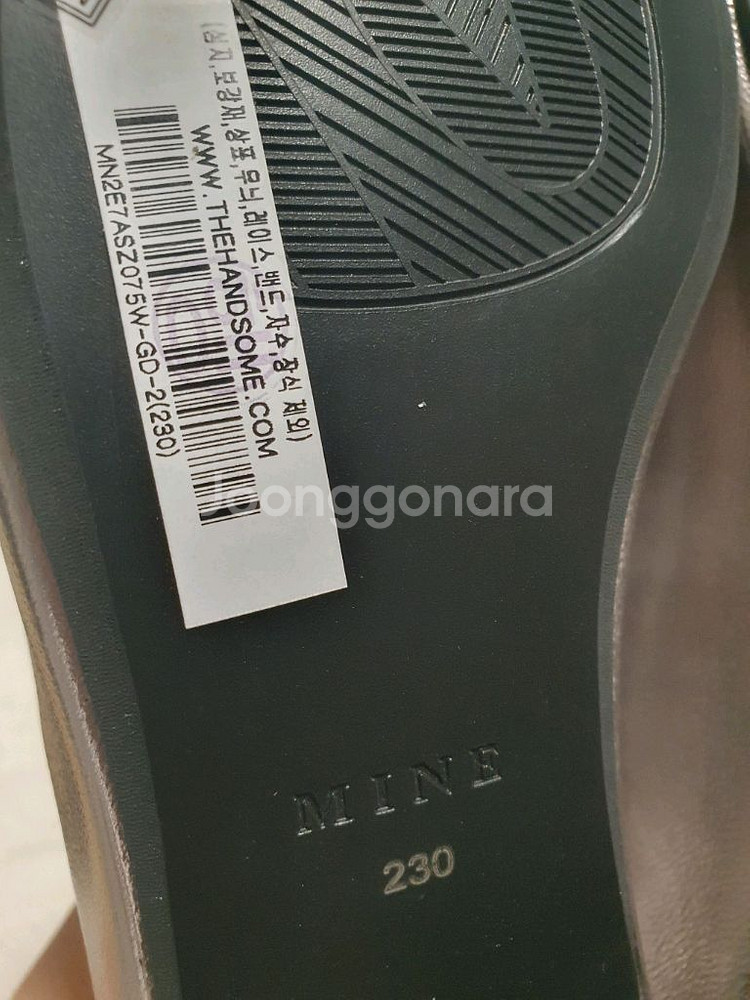 (심지,보강재,상표,무늬,레이스,밴드,자수,장식 제외)
WWW.THEHANDSOME.COM
MN2E7ASZ075W-GD-2(230)
Joonggonara
MINE
230